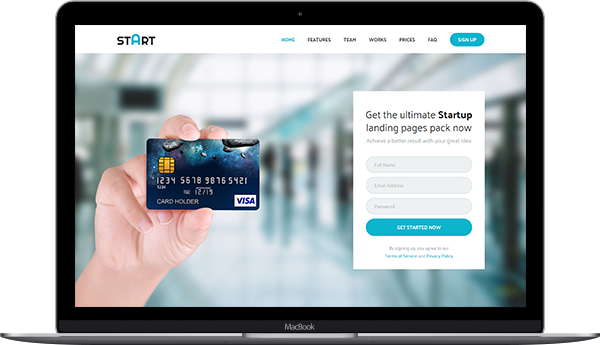 START
HOME FEATURES TEAM WORKS PRICES FAQ SIGN UP
Get the ultimate Startup
landing pages pack now
Achieve a better result with your great idea
Full Name
Email Address
Password
GET STARTED NOW
By signing up, you agree to our
Terms of Service and Privacy Policy
1234 5678 9876 5421
1234
12/19
CARD HOLDER
VISA
MacBook